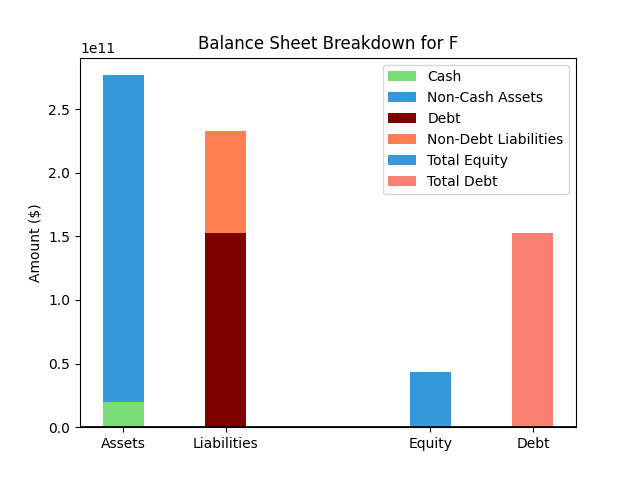 Balance Sheet Breakdown for F
1e11
Cash
Non-Cash Assets
Debt
Non-Debt Liabilities
Total Equity
Total Debt
2.5
2.0
1.5
1.0
0.5
0.0
Amount ($)
Assets
Liabilities
Equity
Debt